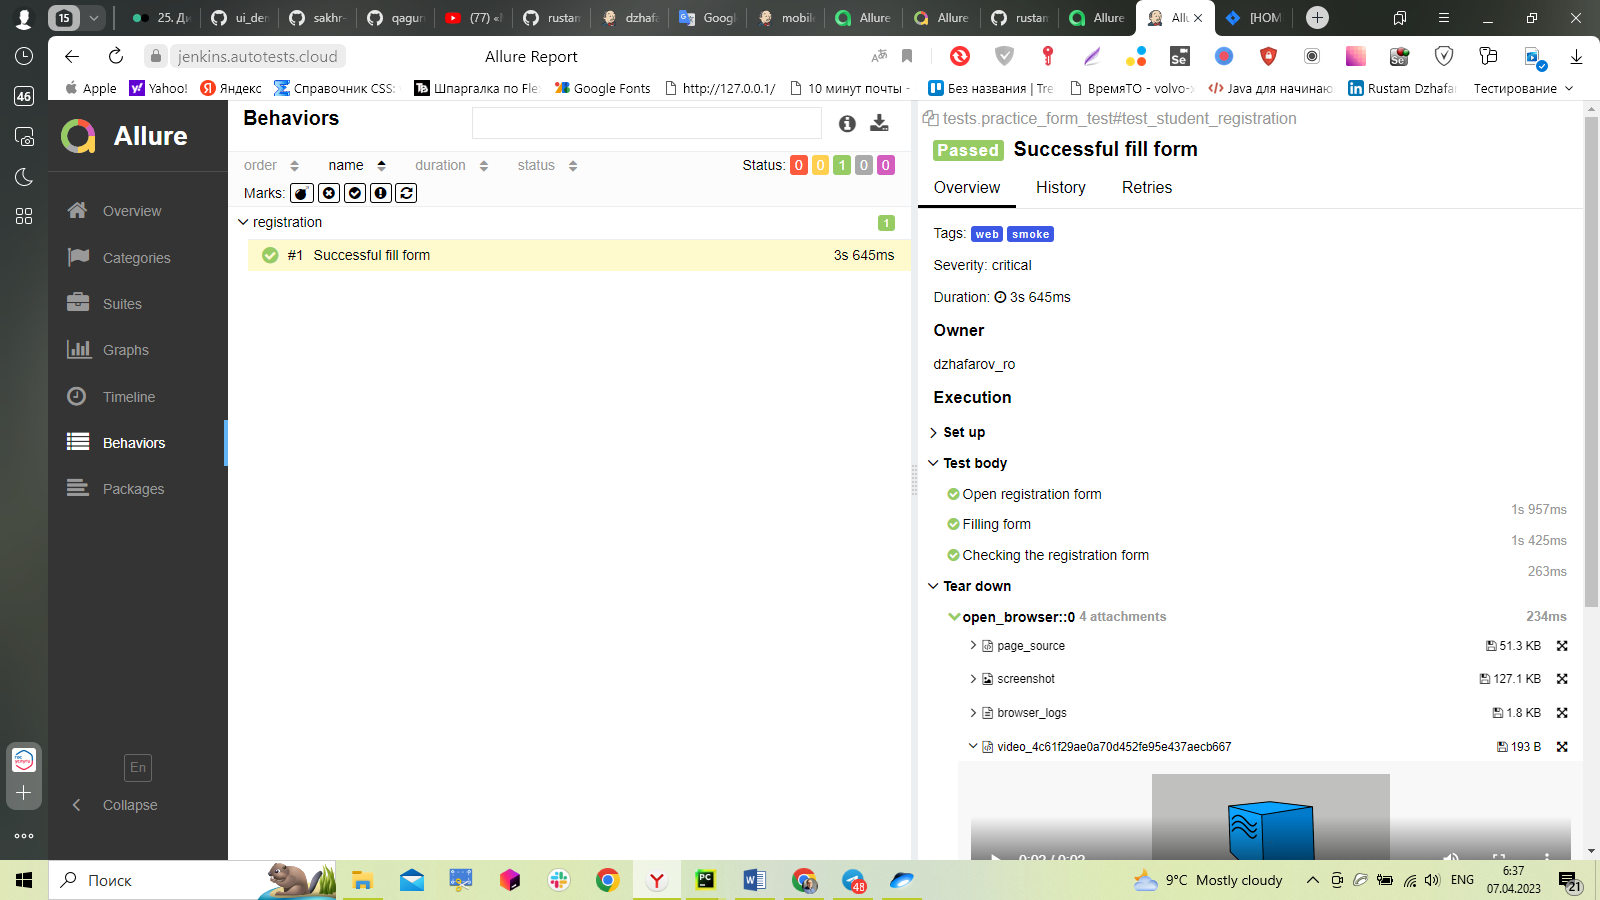 15
25. Ди
ui_der
sakhr-
qagur
(77) «I
rustam
dzhafa
Googl
mobile
Allure
Allure
rustam
Allure
Allu
[HOM
jenkins.autotests.cloud
Allure Report
46
Apple
Yahoo!
Яндекс
Справочник CSS:
Шпаргалка по Fle
Google Fonts
http://127.0.0.1/
10 минут почты -
Без названия | Tre
ВремяТО - volvo-
Java для начинаю
Rustam Dzhafa
Тестирование
Allure
Overview
Categories
Suites
Graphs
Timeline
Behaviors
Packages
En
Collapse
Behaviors
order
name
duration
status
Status: 0 0 1 0 0
Marks:
registration
1
#1 Successful fill form
3s 645ms
tests.practice_form_test#test_student_registration
Passed Successful fill form
Overview
History
Retries
Tags: web smoke
Severity: critical
Duration: 3s 645ms
Owner
dzhafarov_ro
Execution
Set up
Test body
Open registration form
1s 957ms
Filling form
1s 425ms
Checking the registration form
263ms
Tear down
open_browser::0 4 attachments
234ms
page_source
51.3 KB
screenshot
127.1 KB
browser_logs
1.8 KB
video_4c61f29ae0a70d452fe95e437aecb667
193 B
Поиск
48
9°C Mostly cloudy
ENG
6:37
07.04.2023
21